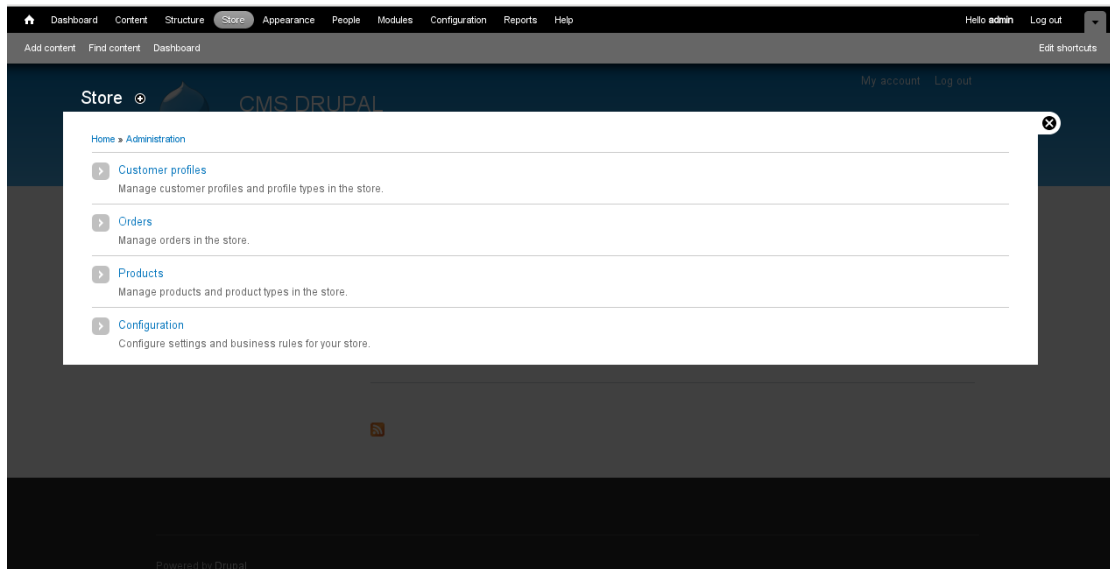 Dashboard Content Structure Store Appearance People Modules Configuration Reports Help Hello admin Log out
Add content Find content Dashboard Edit shortcuts
My account Log out
Store
CMS DRUPAL
Home » Administration
Customer profiles
Manage customer profiles and profile types in the store.
Orders
Manage orders in the store.
Products
Manage products and product types in the store.
Configuration
Configure settings and business rules for your store.
Powered by Drupal